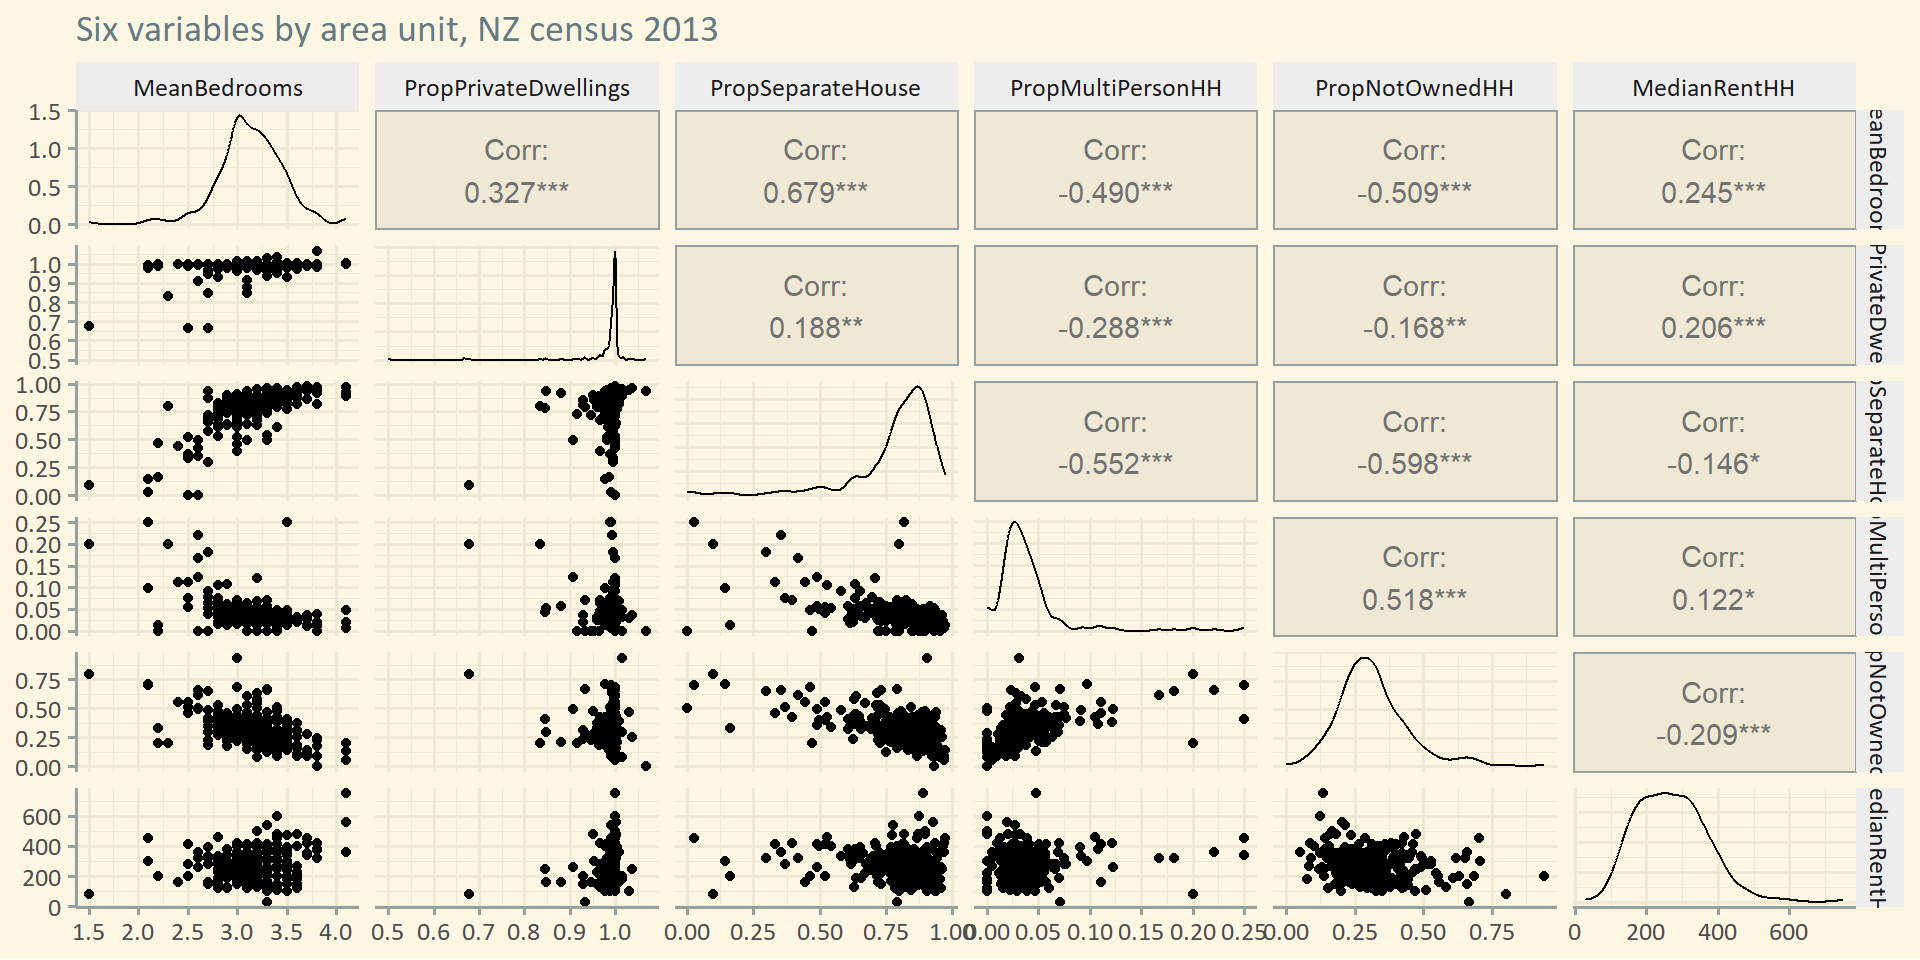 Six variables by area unit, NZ census 2013
MeanBedrooms PropPrivateDwellings PropSeparateHouse PropMultiPersonHH PropNotOwnedHH MedianRentHH
1.5
1.0
0.5
0.0
Corr: Corr: Corr: Corr: Corr:
0.327*** 0.679*** -0.490*** -0.509*** 0.245***
eanBedroor
1.0
0.9
0.8
0.7
0.6
0.5
Corr: Corr: Corr: Corr:
0.188** -0.288*** -0.168** 0.206***
PrivateDwe
1.00
0.75
0.50
0.25
0.00
Corr: Corr: Corr:
-0.552*** -0.598*** -0.146*
SeparateHo
0.25
0.20
0.15
0.10
0.05
0.00
Corr: Corr:
0.518*** 0.122*
MultiPerso
0.75
0.50
0.25
0.00
Corr:
-0.209***
pNotOwned
600
400
200
0
edianRentH
1.5 2.0 2.5 3.0 3.5 4.0 0.5 0.6 0.7 0.8 0.9 1.0 0.00 0.25 0.50 0.75 1.00 0.00 0.05 0.10 0.15 0.20 0.25 0.00 0.25 0.50 0.75 0 200 400 600